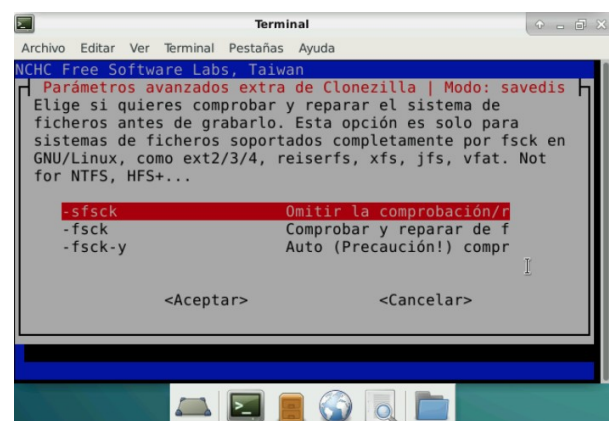 Terminal
Archivo Editar Ver Terminal Pestañas Ayuda
NCHC Free Software Labs, Taiwan
Parámetros avanzados extra de Clonezilla | Modo: savedis
Elige si quieres comprobar y reparar el sistema de
ficheros antes de grabarlo. Esta opción es solo para
sistemas de ficheros soportados completamente por fsck en
GNU/Linux, como ext2/3/4, reiserfs, xfs, jfs, vfat. Not
for NTFS, HFS+...
-sfsck Omitir la comprobación/r
-fsck Comprobar y reparar de f
-fsck-y Auto (Precaución!) compr
<Aceptar> <Cancelar>